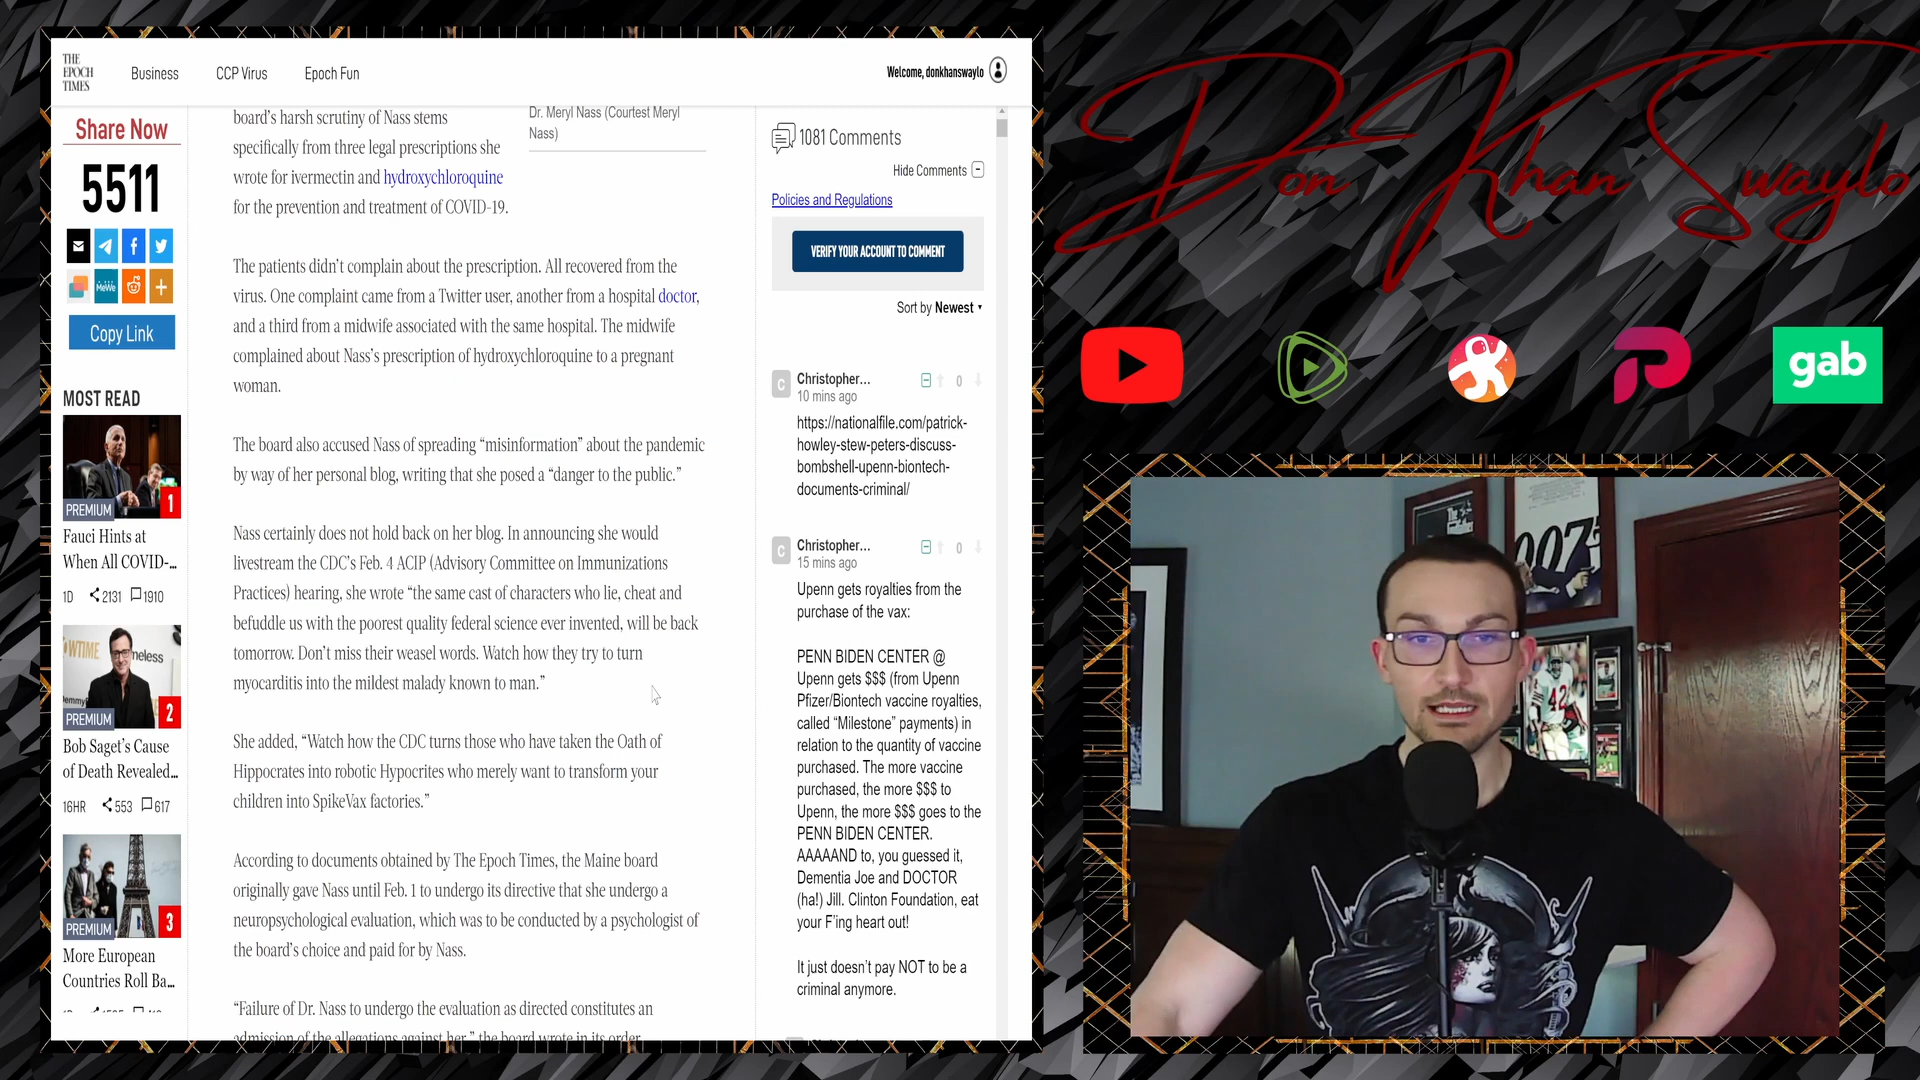 THE
EPOCH
TIMES
Business
CCP Virus
Epoch Fun
Welcome, donkhanswaylo
Share Now
5511
MeWe
Copy Link
MOST READ
PREMIUM
1
Fauci Hints at
When All COVID-...
1D 2131 1910
PREMIUM
2
Bob Saget's Cause
of Death Revealed...
16HR 553 617
PREMIUM
3
More European
Countries Roll Ba...
board's harsh scrutiny of Nass stems
specifically from three legal prescriptions she
wrote for ivermectin and hydroxychloroquine
for the prevention and treatment of COVID-19.
Dr. Meryl Nass (Courtest Meryl
Nass)
The patients didn't complain about the prescription. All recovered from the
virus. One complaint came from a Twitter user, another from a hospital doctor,
and a third from a midwife associated with the same hospital. The midwife
complained about Nass's prescription of hydroxychloroquine to a pregnant
woman.
The board also accused Nass of spreading “misinformation” about the pandemic
by way of her personal blog, writing that she posed a “danger to the public.”
Nass certainly does not hold back on her blog. In announcing she would
livestream the CDC's Feb. 4 ACIP (Advisory Committee on Immunizations
Practices) hearing, she wrote “the same cast of characters who lie, cheat and
befuddle us with the poorest quality federal science ever invented, will be back
tomorrow. Don't miss their weasel words. Watch how they try to turn
myocarditis into the mildest malady known to man.”
She added, “Watch how the CDC turns those who have taken the Oath of
Hippocrates into robotic Hypocrites who merely want to transform your
children into SpikeVax factories.”
According to documents obtained by The Epoch Times, the Maine board
originally gave Nass until Feb. 1 to undergo its directive that she undergo a
neuropsychological evaluation, which was to be conducted by a psychologist of
the board's choice and paid for by Nass.
“Failure of Dr. Nass to undergo the evaluation as directed constitutes an
admission of the allegations against her,” the board wrote in its order.
1081 Comments
Hide Comments
Policies and Regulations
VERIFY YOUR ACCOUNT TO COMMENT
Sort by Newest
C
Christopher...
0
10 mins ago
https://nationalfile.com/patrick-
howley-stew-peters-discuss-
bombshell-upenn-biontech-
documents-criminal/
C
Christopher...
0
15 mins ago
Upenn gets royalties from the
purchase of the vax:
PENN BIDEN CENTER @
Upenn gets $$$ (from Upenn
Pfizer/Biontech vaccine royalties,
called “Milestone” payments) in
relation to the quantity of vaccine
purchased. The more vaccine
purchased, the more $$$ to
Upenn, the more $$$ goes to the
PENN BIDEN CENTER.
AAAAAND to, you guessed it,
Dementia Joe and DOCTOR
(ha!) Jill. Clinton Foundation, eat
your F'ing heart out!
It just doesn't pay NOT to be a
criminal anymore.
Don Khan Swaylo
gab
007
42